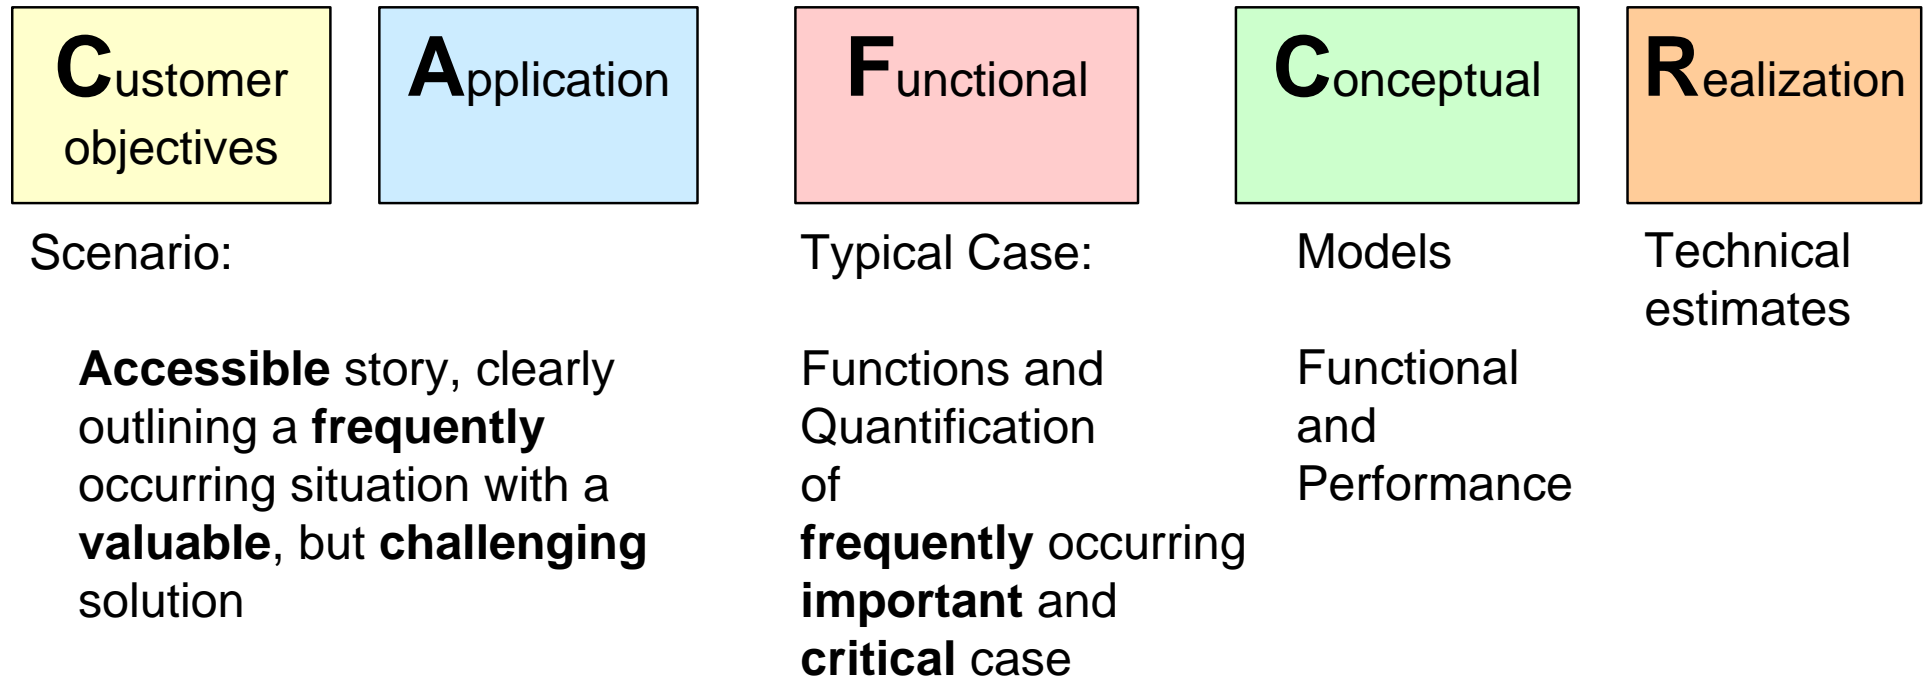 Customer
objectives
Application
Functional
Conceptual
Realization
Scenario:
Accessible story, clearly
outlining a frequently
occurring situation with a
valuable, but challenging
solution
Typical Case:
Functions and
Quantification
of
frequently occurring
important and
critical case
Models
Functional
and
Performance
Technical
estimates